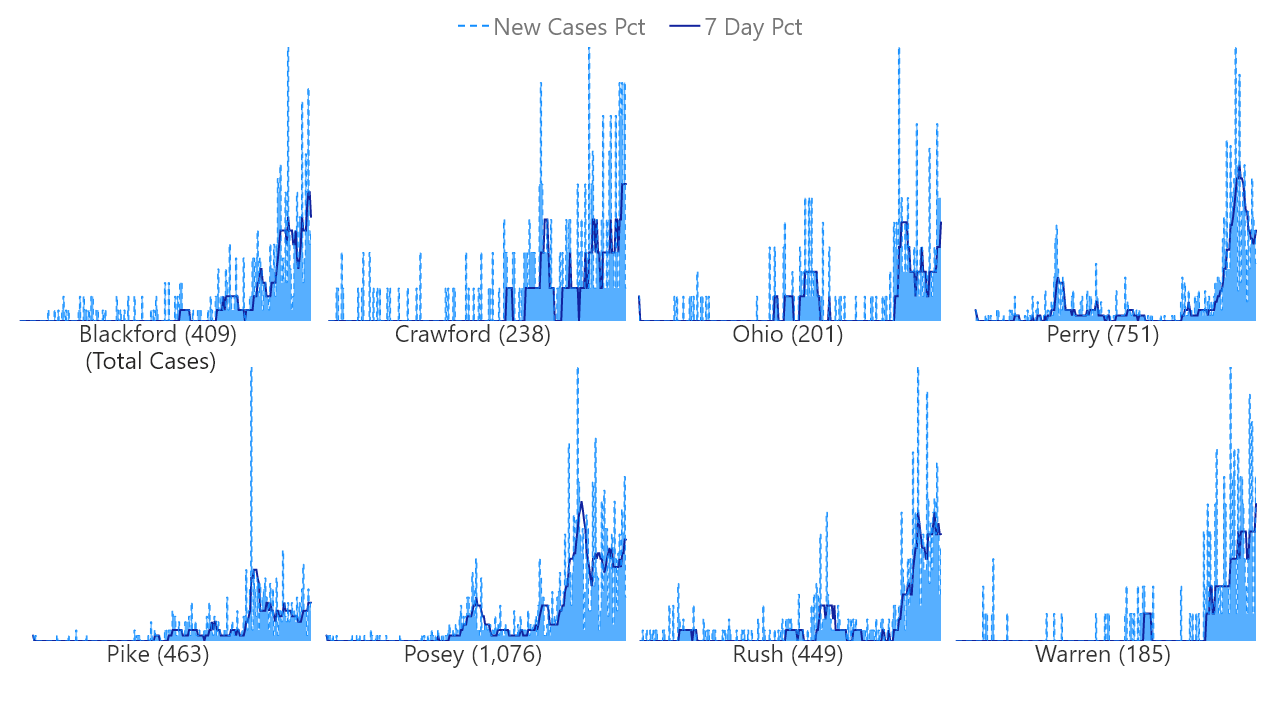 New Cases Pct 7 Day Pct
Blackford (409) Crawford (238) Ohio (201) Perry (751)
(Total Cases)
Pike (463) Posey (1,076) Rush (449) Warren (185)